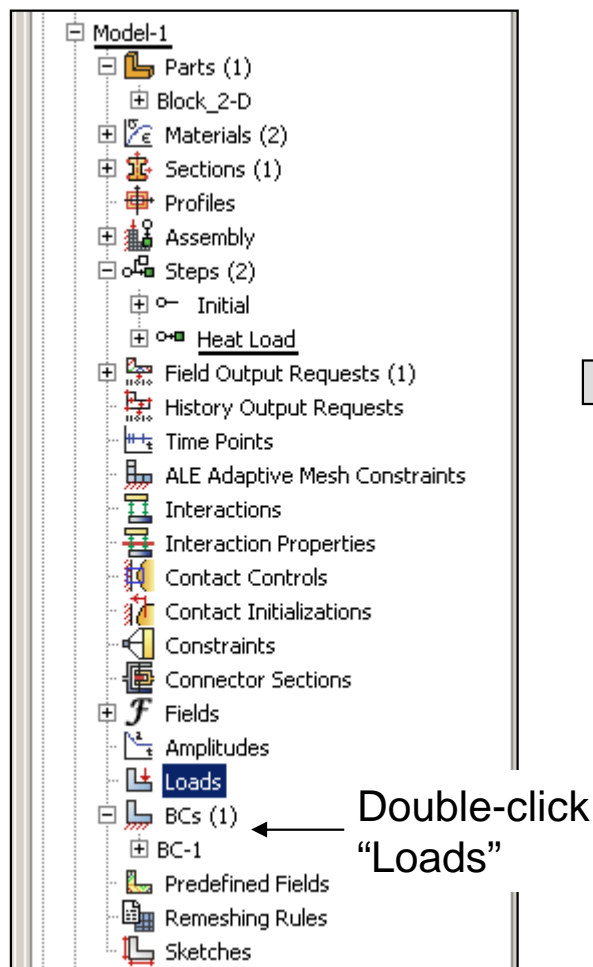 Model-1
Parts (1)
Block_2-D
Materials (2)
Sections (1)
Profiles
Assembly
Steps (2)
Initial
Heat Load
Field Output Requests (1)
History Output Requests
Time Points
ALE Adaptive Mesh Constraints
Interactions
Interaction Properties
Contact Controls
Contact Initializations
Constraints
Connector Sections
Fields
Amplitudes
Loads
BCs (1)
BC-1
Predefined Fields
Remeshing Rules
Sketches
Double-click
“Loads”